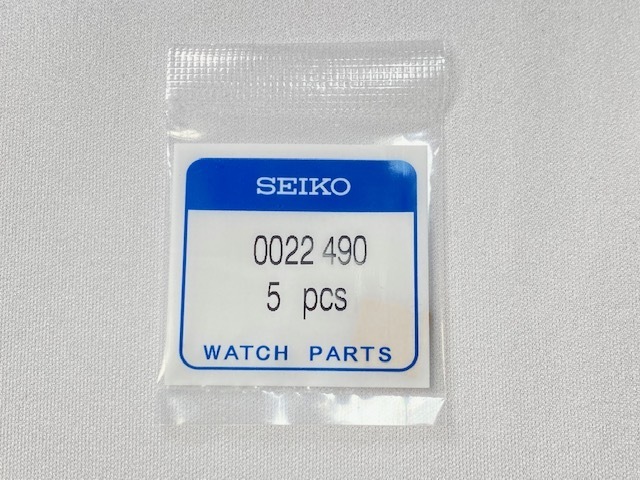 SEIKO
0022 490
5 pcs
WATCH PARTS